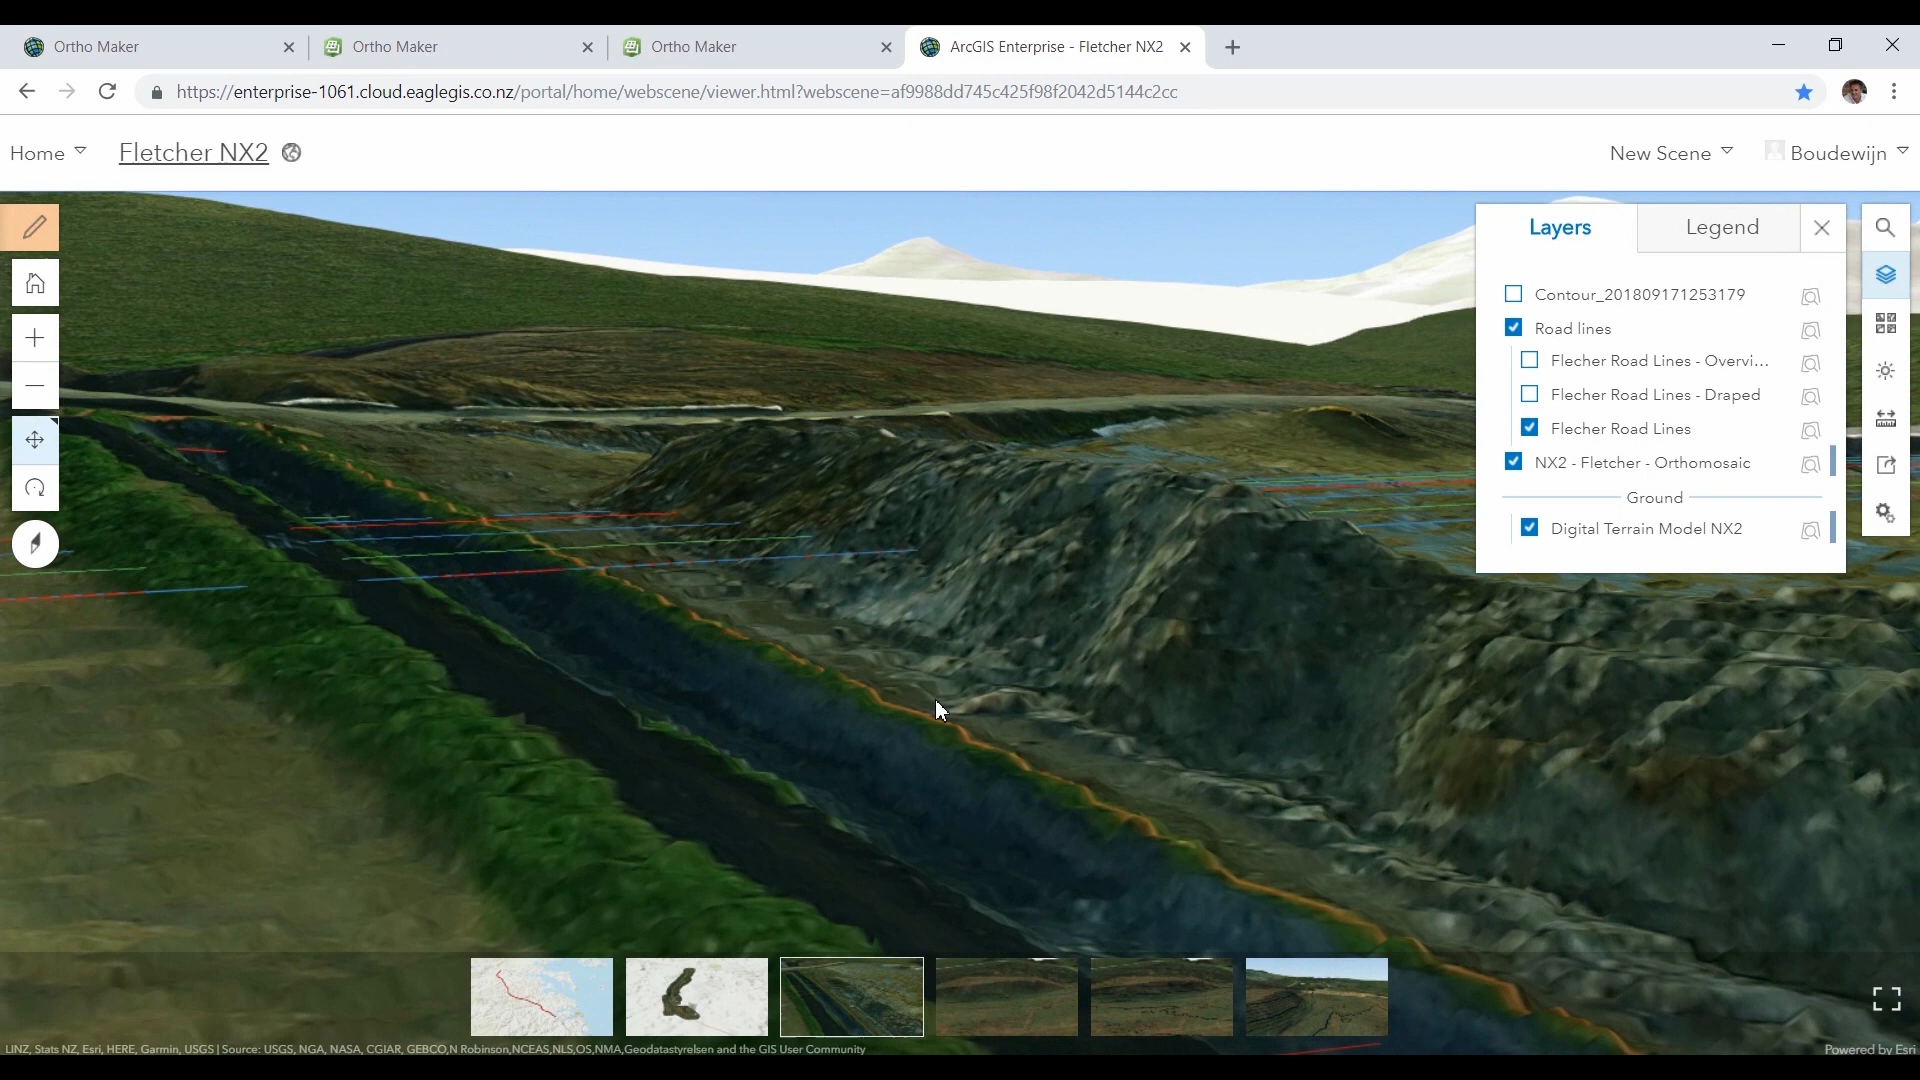 Ortho Maker
Ortho Maker
Ortho Maker
ArcGIS Enterprise - Fletcher NX2
https://enterprise-1061.cloud.eaglegis.co.nz/portal/home/webscene/viewer.html?webscene=af9988dd745c425f98f2042d5144c2cc
Home
Fletcher NX2
New Scene
Boudewijn
Layers
Legend
Contour_201809171253179
Road lines
Flecher Road Lines - Overvi...
Flecher Road Lines - Draped
Flecher Road Lines
NX2 - Fletcher - Orthomosaic
Ground
Digital Terrain Model NX2
LINZ, Stats NZ, Esri, HERE, Garmin, USGS | Source: USGS, NGA, NASA, CGIAR, GEBCO,N Robinson,NCEAS,NLS,OS,NMA,Geodatastyrelsen and the GIS User Community
Powered by Esri